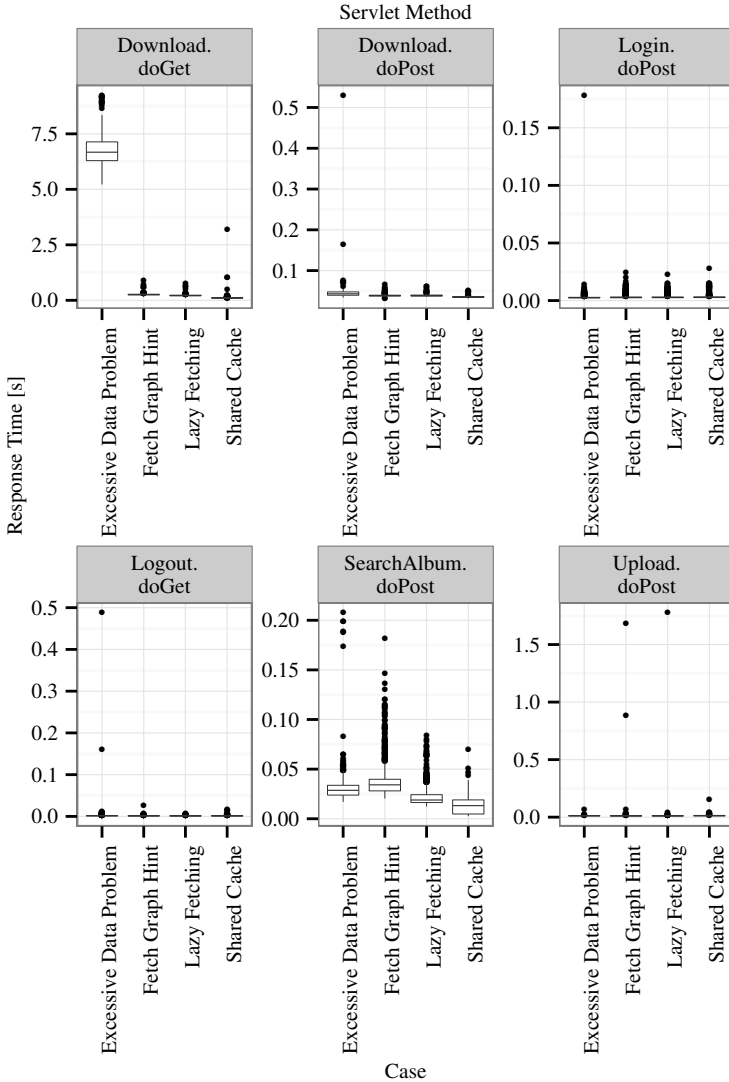 Servlet Method
Download.
doGet
Download.
doPost
Login.
doPost
7.5
5.0
2.5
0.0
0.5
0.4
0.3
0.2
0.1
0.15
0.10
0.05
0.00
Excessive Data Problem
Fetch Graph Hint
Lazy Fetching
Shared Cache
Excessive Data Problem
Fetch Graph Hint
Lazy Fetching
Shared Cache
Excessive Data Problem
Fetch Graph Hint
Lazy Fetching
Shared Cache
Response Time [s]
Logout.
doGet
SearchAlbum.
doPost
Upload.
doPost
0.5
0.4
0.3
0.2
0.1
0.0
0.20
0.15
0.10
0.05
0.00
1.5
1.0
0.5
0.0
Excessive Data Problem
Fetch Graph Hint
Lazy Fetching
Shared Cache
Excessive Data Problem
Fetch Graph Hint
Lazy Fetching
Shared Cache
Excessive Data Problem
Fetch Graph Hint
Lazy Fetching
Shared Cache
Case